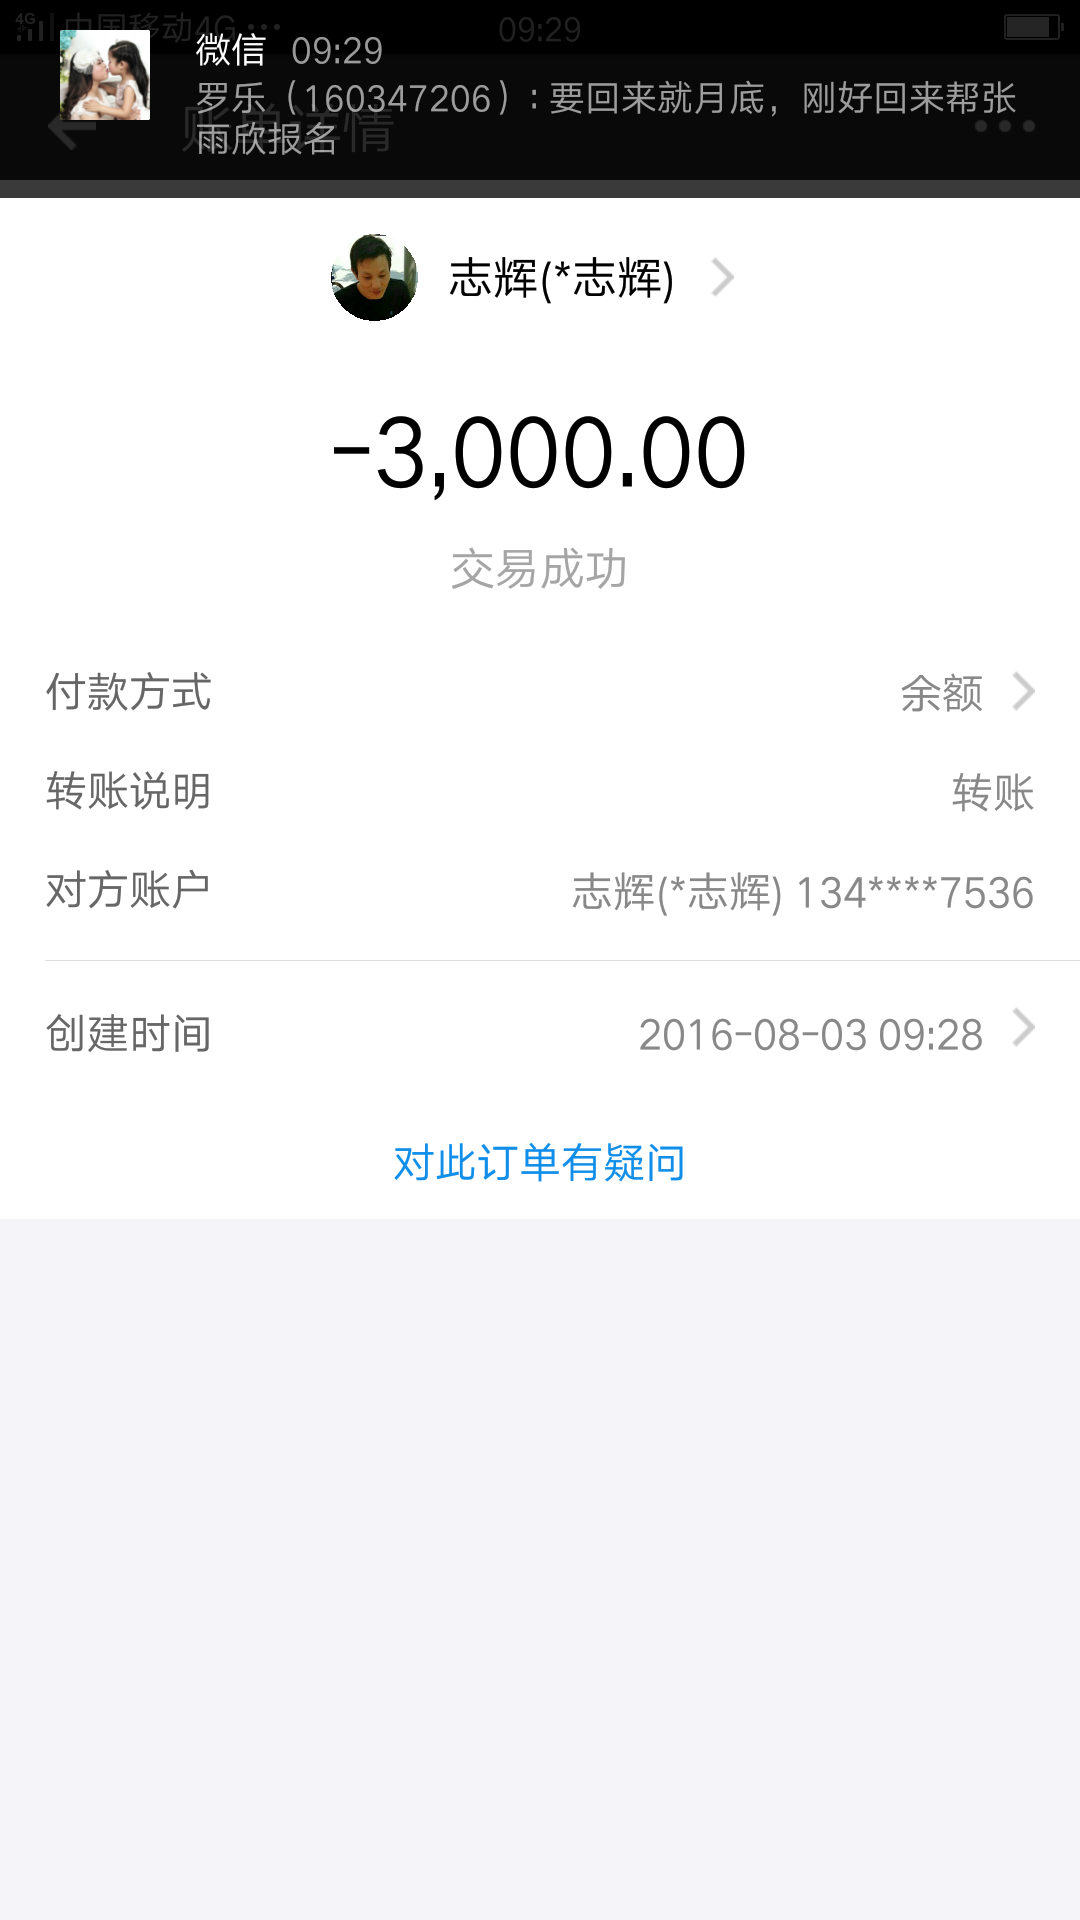 4G 中国移动4G ··· 09:29
微信 09:29
罗乐（160347206）: 要回来就月底，刚好回来帮张
雨欣报名
账单详情
志辉(*志辉)
-3,000.00
交易成功
付款方式 余额
转账说明 转账
对方账户 志辉(*志辉) 134****7536
创建时间 2016-08-03 09:28
对此订单有疑问